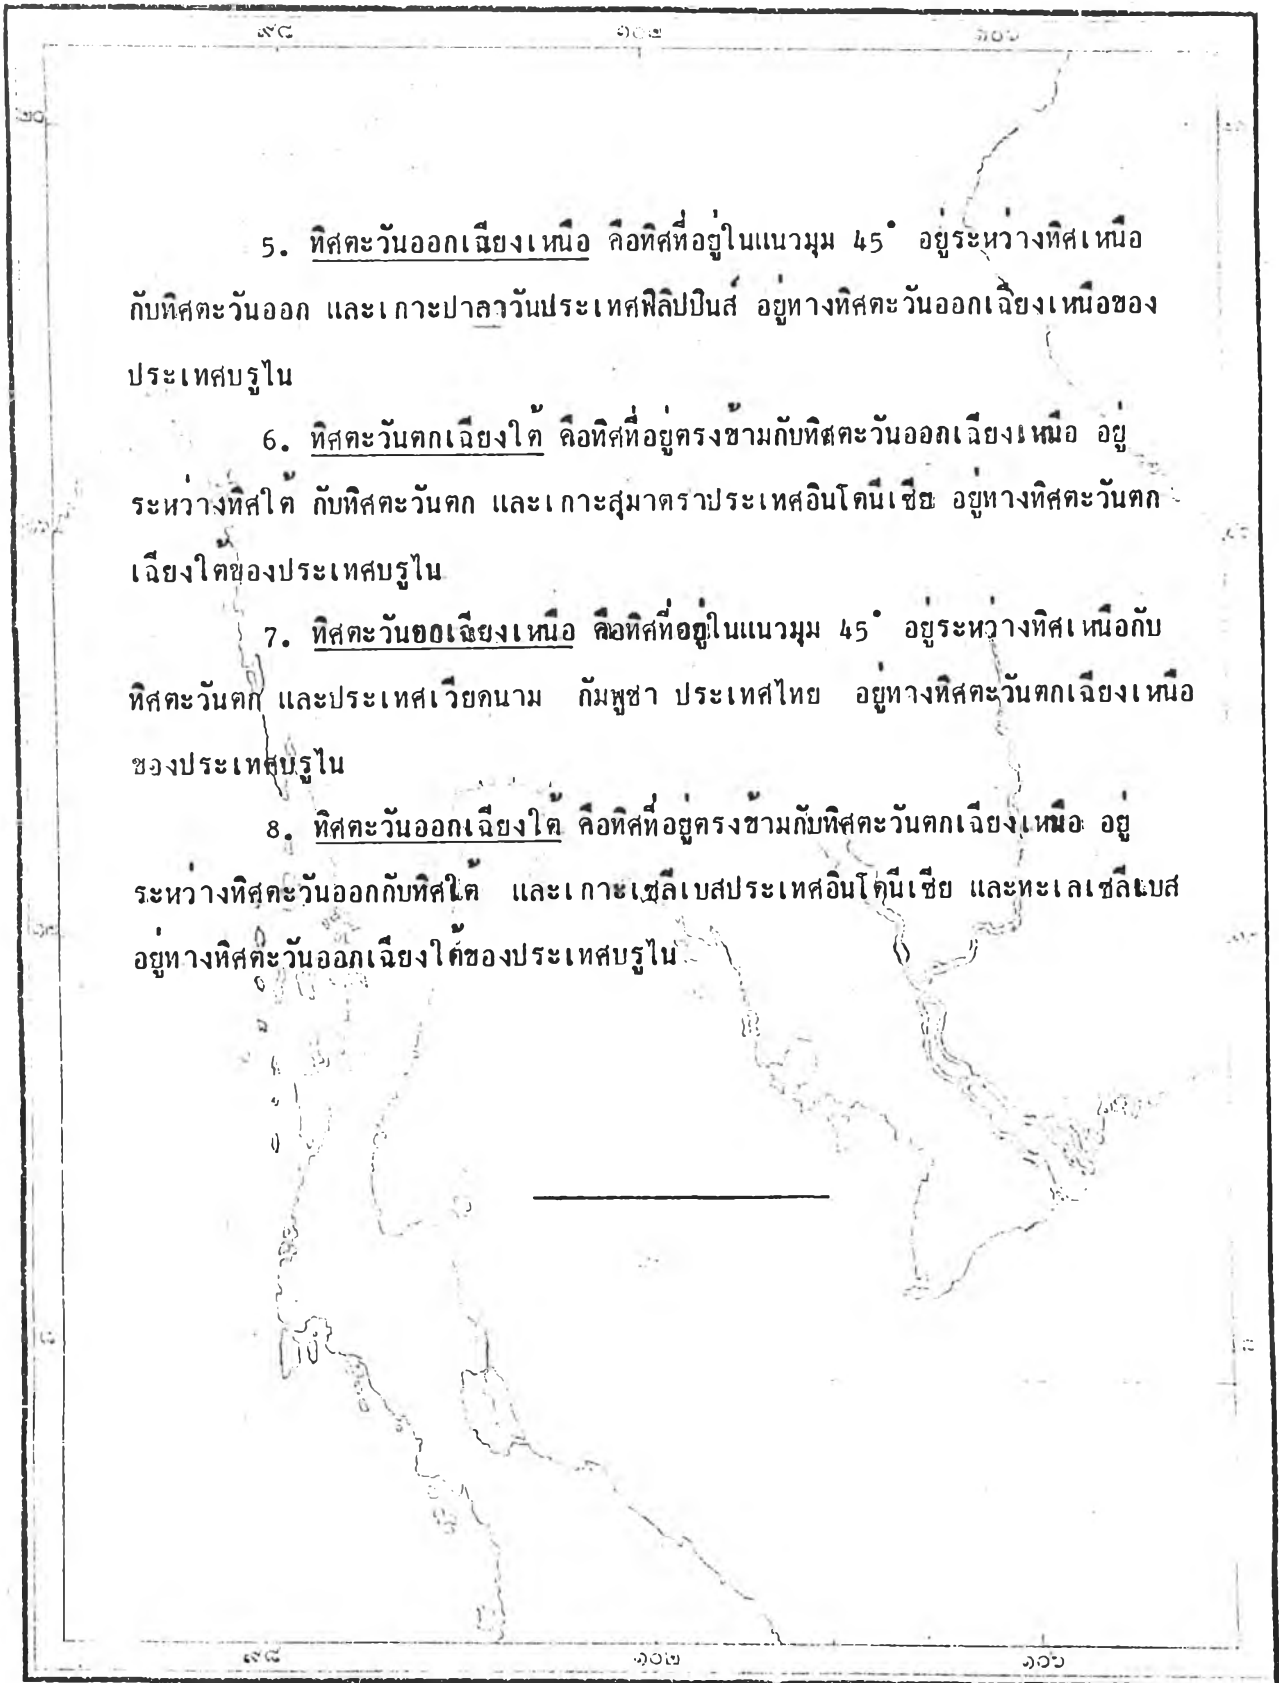 ๙๘ ๑๐๒ ๑๐๖
๒๐
5. ทิศตะวันออกเฉียงเหนือ คือทิศที่อยู่ในแนวมุม 45° อยู่ระหว่างทิศเหนือ
กับทิศตะวันออก และเกาะปาลาวันประเทศฟิลิปปินส์ อยู่ทางทิศตะวันออกเฉียงเหนือของ
ประเทศบรูไน
6. ทิศตะวันตกเฉียงใต้ คือทิศที่อยู่ตรงข้ามกับทิศตะวันออกเฉียงเหนือ อยู่
ระหว่างทิศใต้ กับทิศตะวันตก และเกาะสุมาตราประเทศอินโดนีเซีย อยู่ทางทิศตะวันตก
เฉียงใต้ของประเทศบรูไน
7. ทิศตะวันตกเฉียงเหนือ คือทิศที่อยู่ในแนวมุม 45° อยู่ระหว่างทิศเหนือกับ
ทิศตะวันตก และประเทศเวียดนาม กัมพูชา ประเทศไทย อยู่ทางทิศตะวันตกเฉียงเหนือ
ของประเทศบรูไน
8. ทิศตะวันออกเฉียงใต้ คือทิศที่อยู่ตรงข้ามกับทิศตะวันตกเฉียงเหนือ อยู่
ระหว่างทิศตะวันออกกับทิศใต้ และเกาะเซลีเบสประเทศอินโดนีเซีย และทะเลเซลีเบส
อยู่ทางทิศตะวันออกเฉียงใต้ของประเทศบรูไน
๘
๙๘ ๑๐๒ ๑๐๖